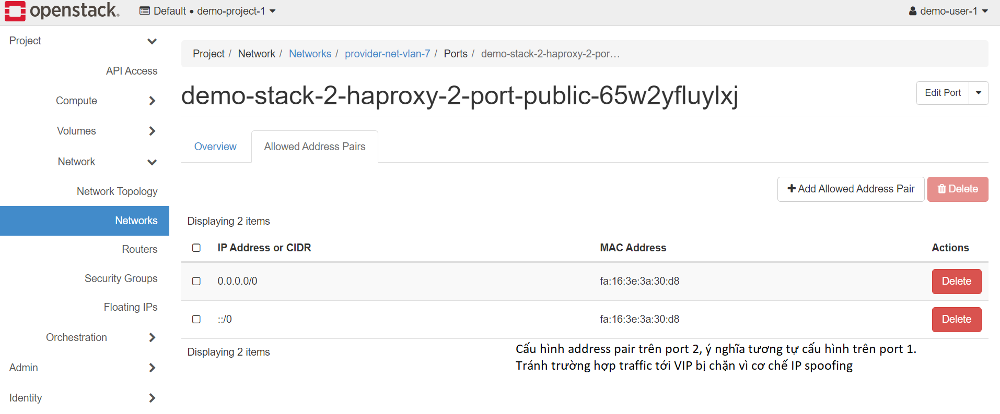 openstack.
Default • demo-project-1
demo-user-1
Project
API Access
Compute
Volumes
Network
Network Topology
Networks
Routers
Security Groups
Floating IPs
Orchestration
Admin
Identity
Project / Network / Networks / provider-net-vlan-7 / Ports / demo-stack-2-haproxy-2-por…
demo-stack-2-haproxy-2-port-public-65w2yfluylxj
Edit Port
Overview
Allowed Address Pairs
+ Add Allowed Address Pair
Delete
Displaying 2 items
IP Address or CIDR MAC Address Actions
0.0.0.0/0 fa:16:3e:3a:30:d8 Delete
::/0 fa:16:3e:3a:30:d8 Delete
Displaying 2 items
Cấu hình address pair trên port 2, ý nghĩa tương tự cấu hình trên port 1.
Tránh trường hợp traffic tới VIP bị chặn vì cơ chế IP spoofing